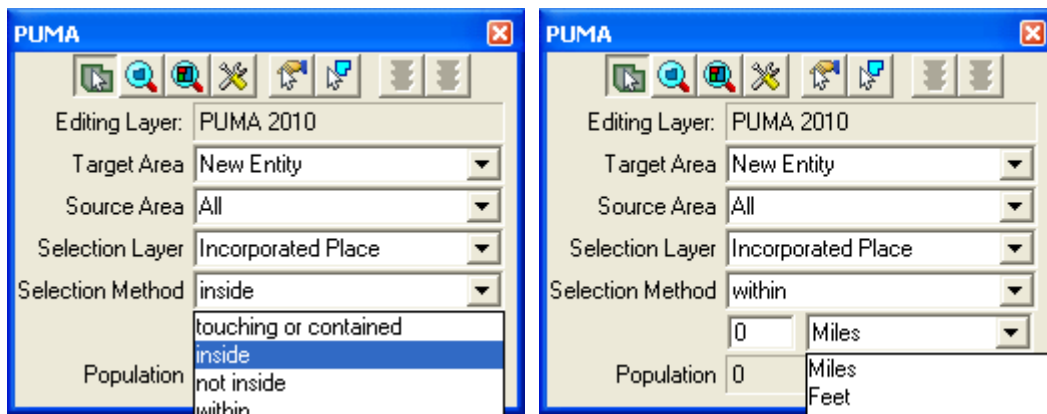 PUMA
Editing Layer: PUMA 2010
Target Area New Entity
Source Area All
Selection Layer Incorporated Place
Selection Method inside
touching or contained
inside
Population not inside
within
PUMA
Editing Layer: PUMA 2010
Target Area New Entity
Source Area All
Selection Layer Incorporated Place
Selection Method within
0 Miles
Population 0 Miles
Feet